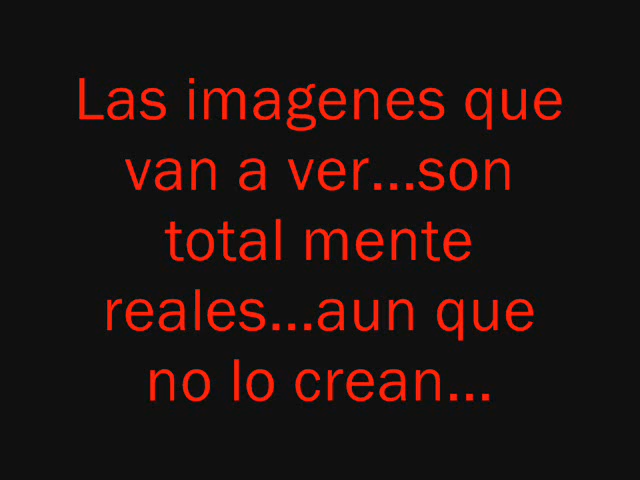 Las imagenes que
van a ver...son
total mente
reales...aun que
no lo crean...